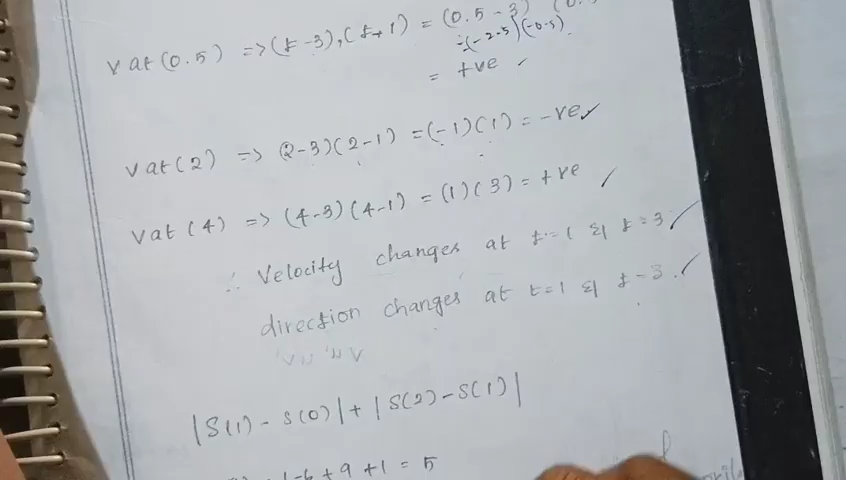 v at (0.5) => (t-3),(t-1) = (0.5-3) (0.
=(-2.5)(-0.5)
= +ve ✓
v at (2) => (2-3)(2-1) = (-1)(1) = -ve ✓
v at (4) => (4-3)(4-1) = (1)(3) = +ve ✓
∴ Velocity changes at t=1 & t=3 ✓
direction changes at t=1 & t=3. ✓
|S(1) - S(0)| + |S(2) - S(1)|
1-6+9+1 = 5